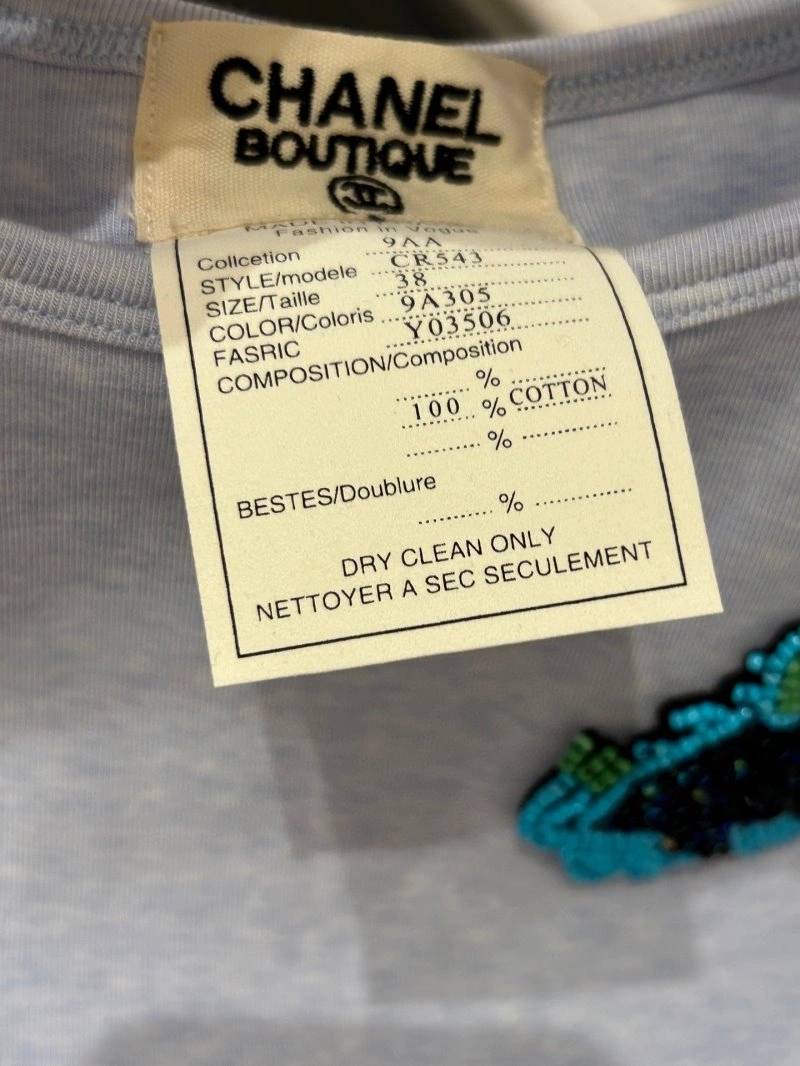 CHANEL
BOUTIQUE
Fashion in Vogue
Collcetion 9AA
STYLE/modele CR543
SIZE/Taille 38
COLOR/Coloris 9A305
FASRIC Y03506
COMPOSITION/Composition
%
100 % COTTON
%
BESTES/Doublure
%
DRY CLEAN ONLY
NETTOYER A SEC SECULEMENT